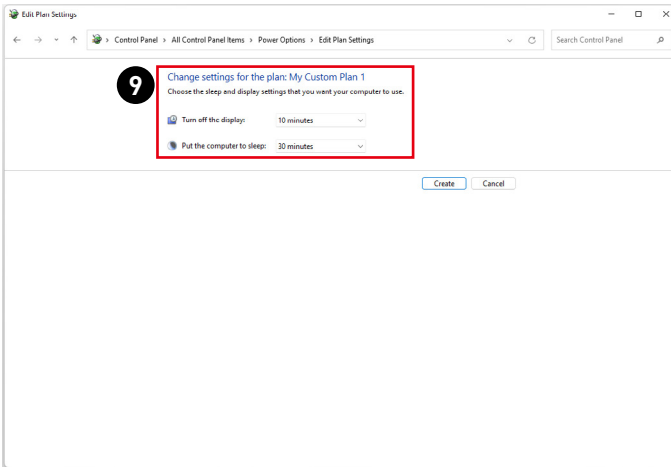 Edit Plan Settings
Control Panel > All Control Panel Items > Power Options > Edit Plan Settings
Search Control Panel
9
Change settings for the plan: My Custom Plan 1
Choose the sleep and display settings that you want your computer to use.
Turn off the display: 10 minutes
Put the computer to sleep: 30 minutes
Create Cancel